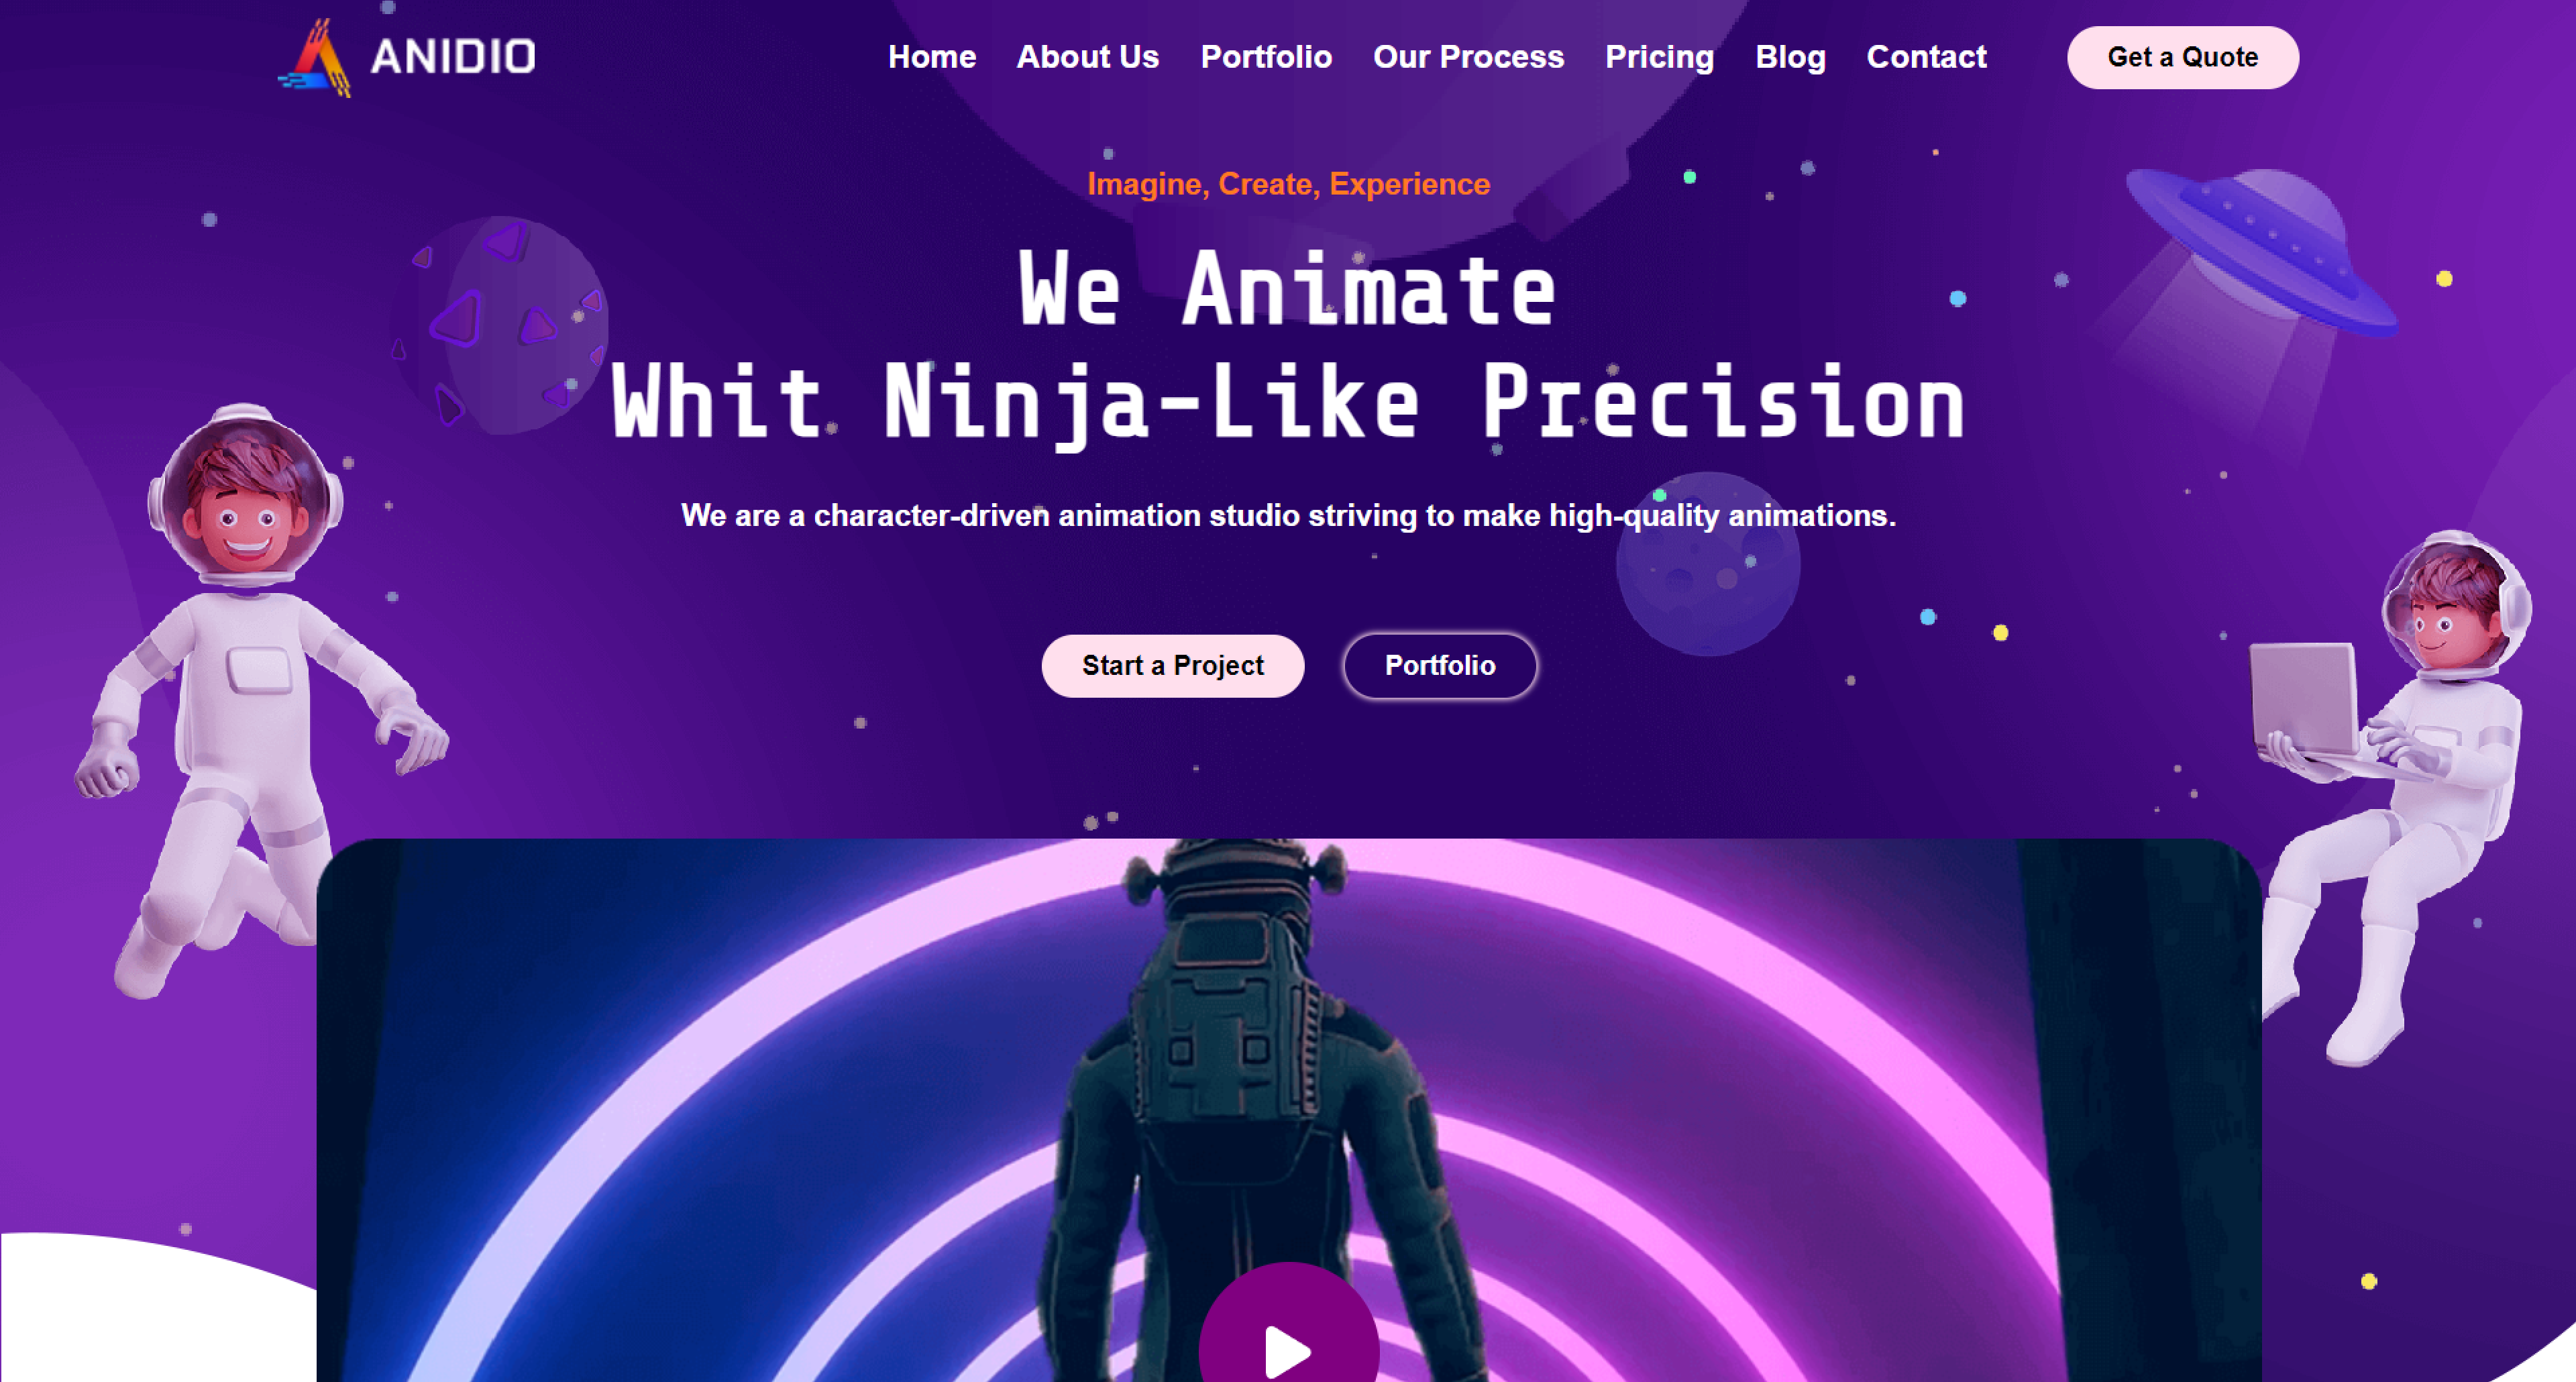 ANIDIO
Home About Us Portfolio Our Process Pricing Blog Contact
Get a Quote
Imagine, Create, Experience
We Animate
Whit Ninja-Like Precision
We are a character-driven animation studio striving to make high-quality animations.
Start a Project
Portfolio